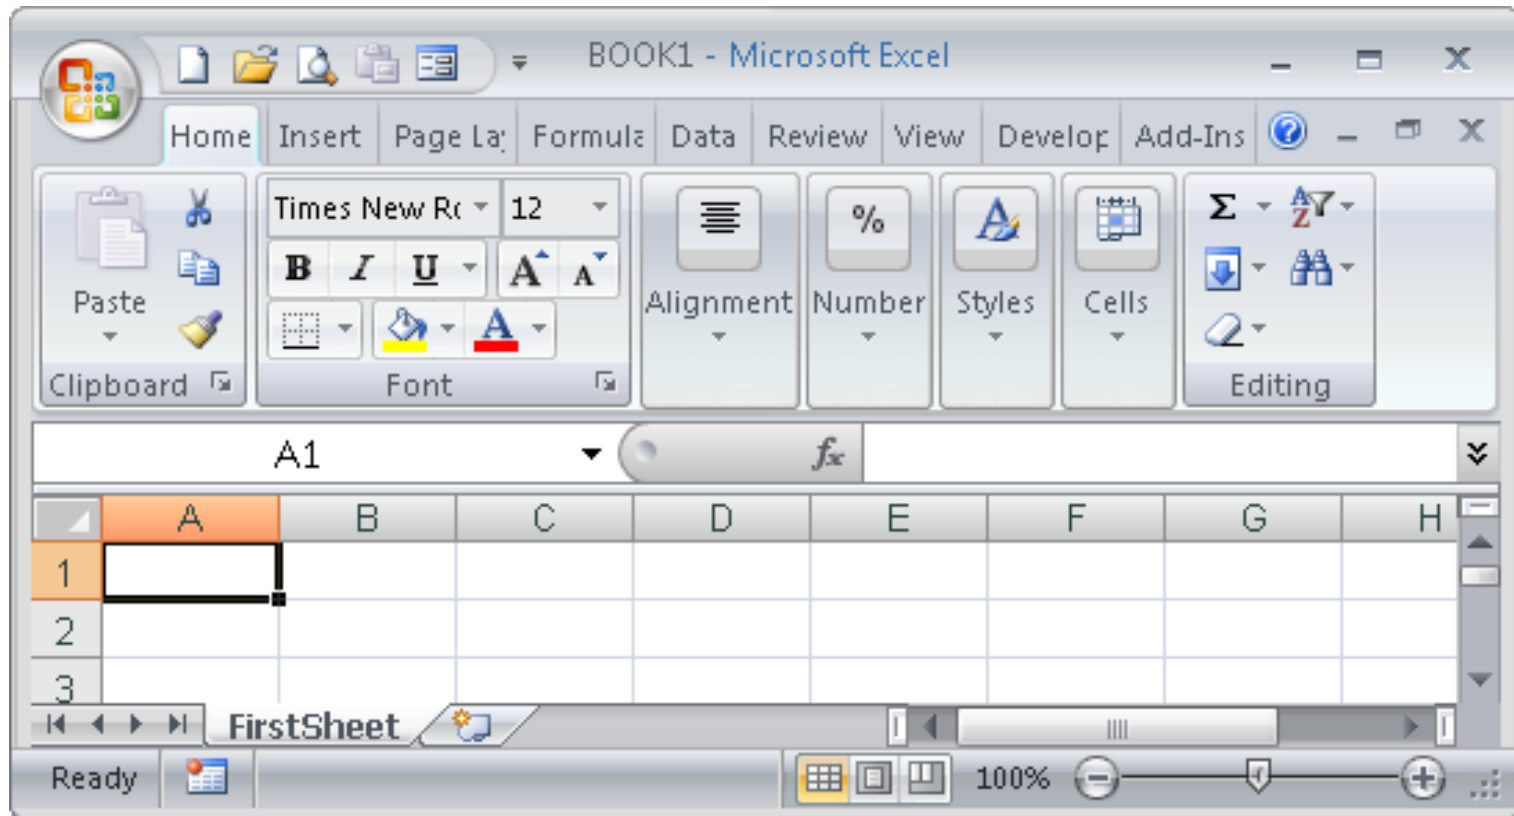 BOOK1 - Microsoft Excel
Home Insert Page La Formula Data Review View Develop Add-Ins
Times New Ro 12
% Σ A Z
B I U A A
Paste Alignment Number Styles Cells
A
Clipboard Font Editing
A1 fx
A B C D E F G H
1
2
3
FirstSheet
Ready 100%